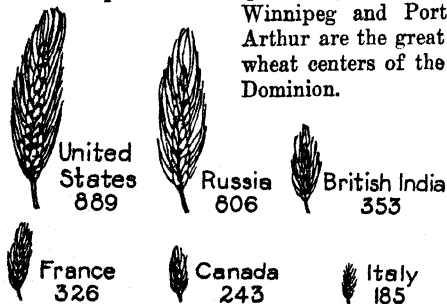 Winnipeg and Port
Arthur are the great
wheat centers of the
Dominion.
United
States
889
Russia
806
British India
353
France
326
Canada
243
Italy
185